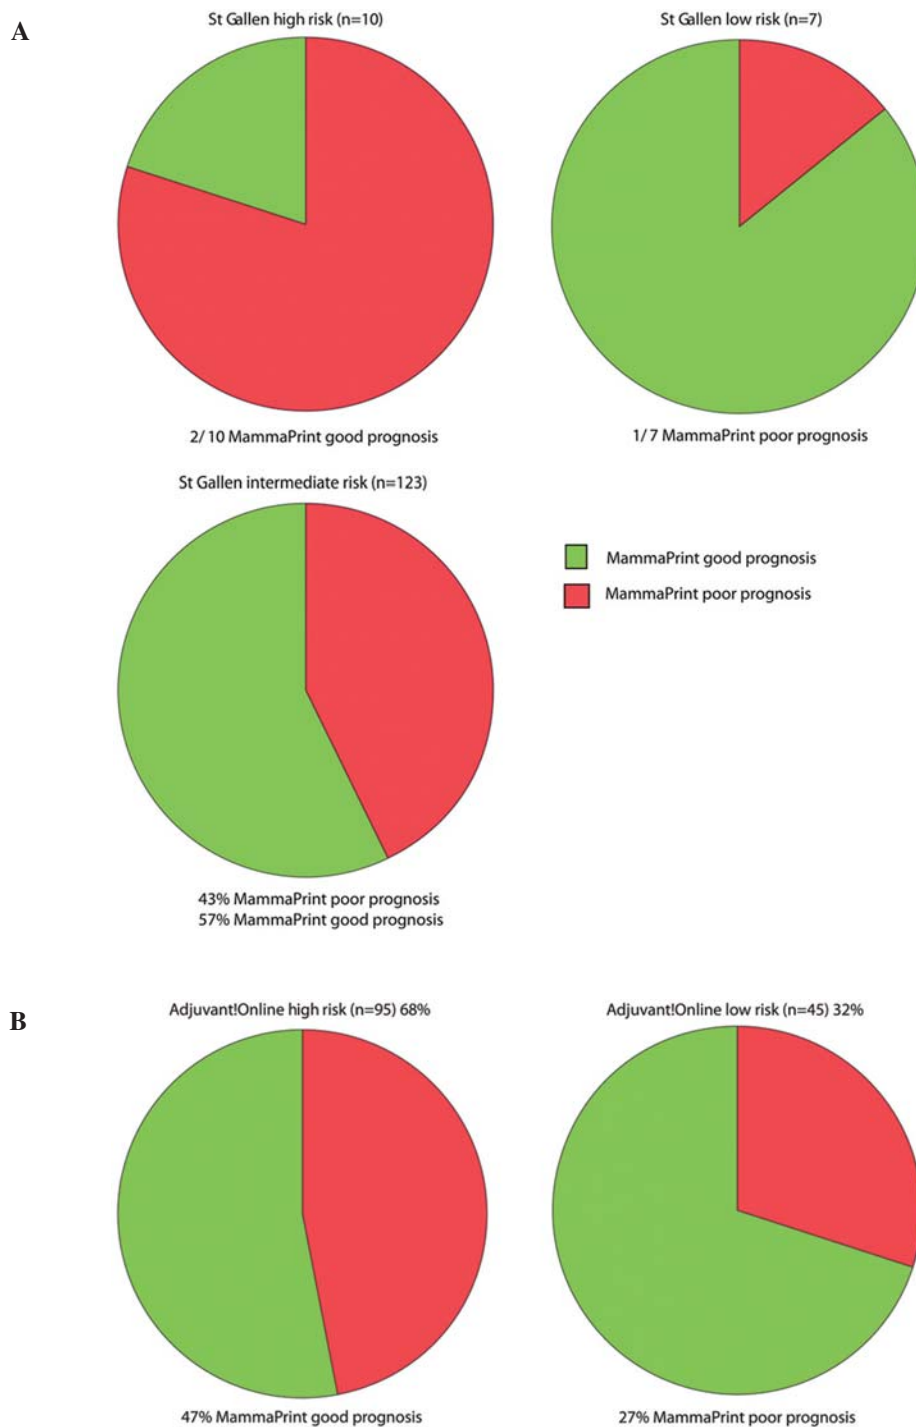 A
St Gallen high risk (n=10)
St Gallen low risk (n=7)
2/10 MammaPrint good prognosis
1/7 MammaPrint poor prognosis
St Gallen intermediate risk (n=123)
MammaPrint good prognosis
MammaPrint poor prognosis
43% MammaPrint poor prognosis
57% MammaPrint good prognosis
B
Adjuvant!Online high risk (n=95) 68%
Adjuvant!Online low risk (n=45) 32%
47% MammaPrint good prognosis
27% MammaPrint poor prognosis